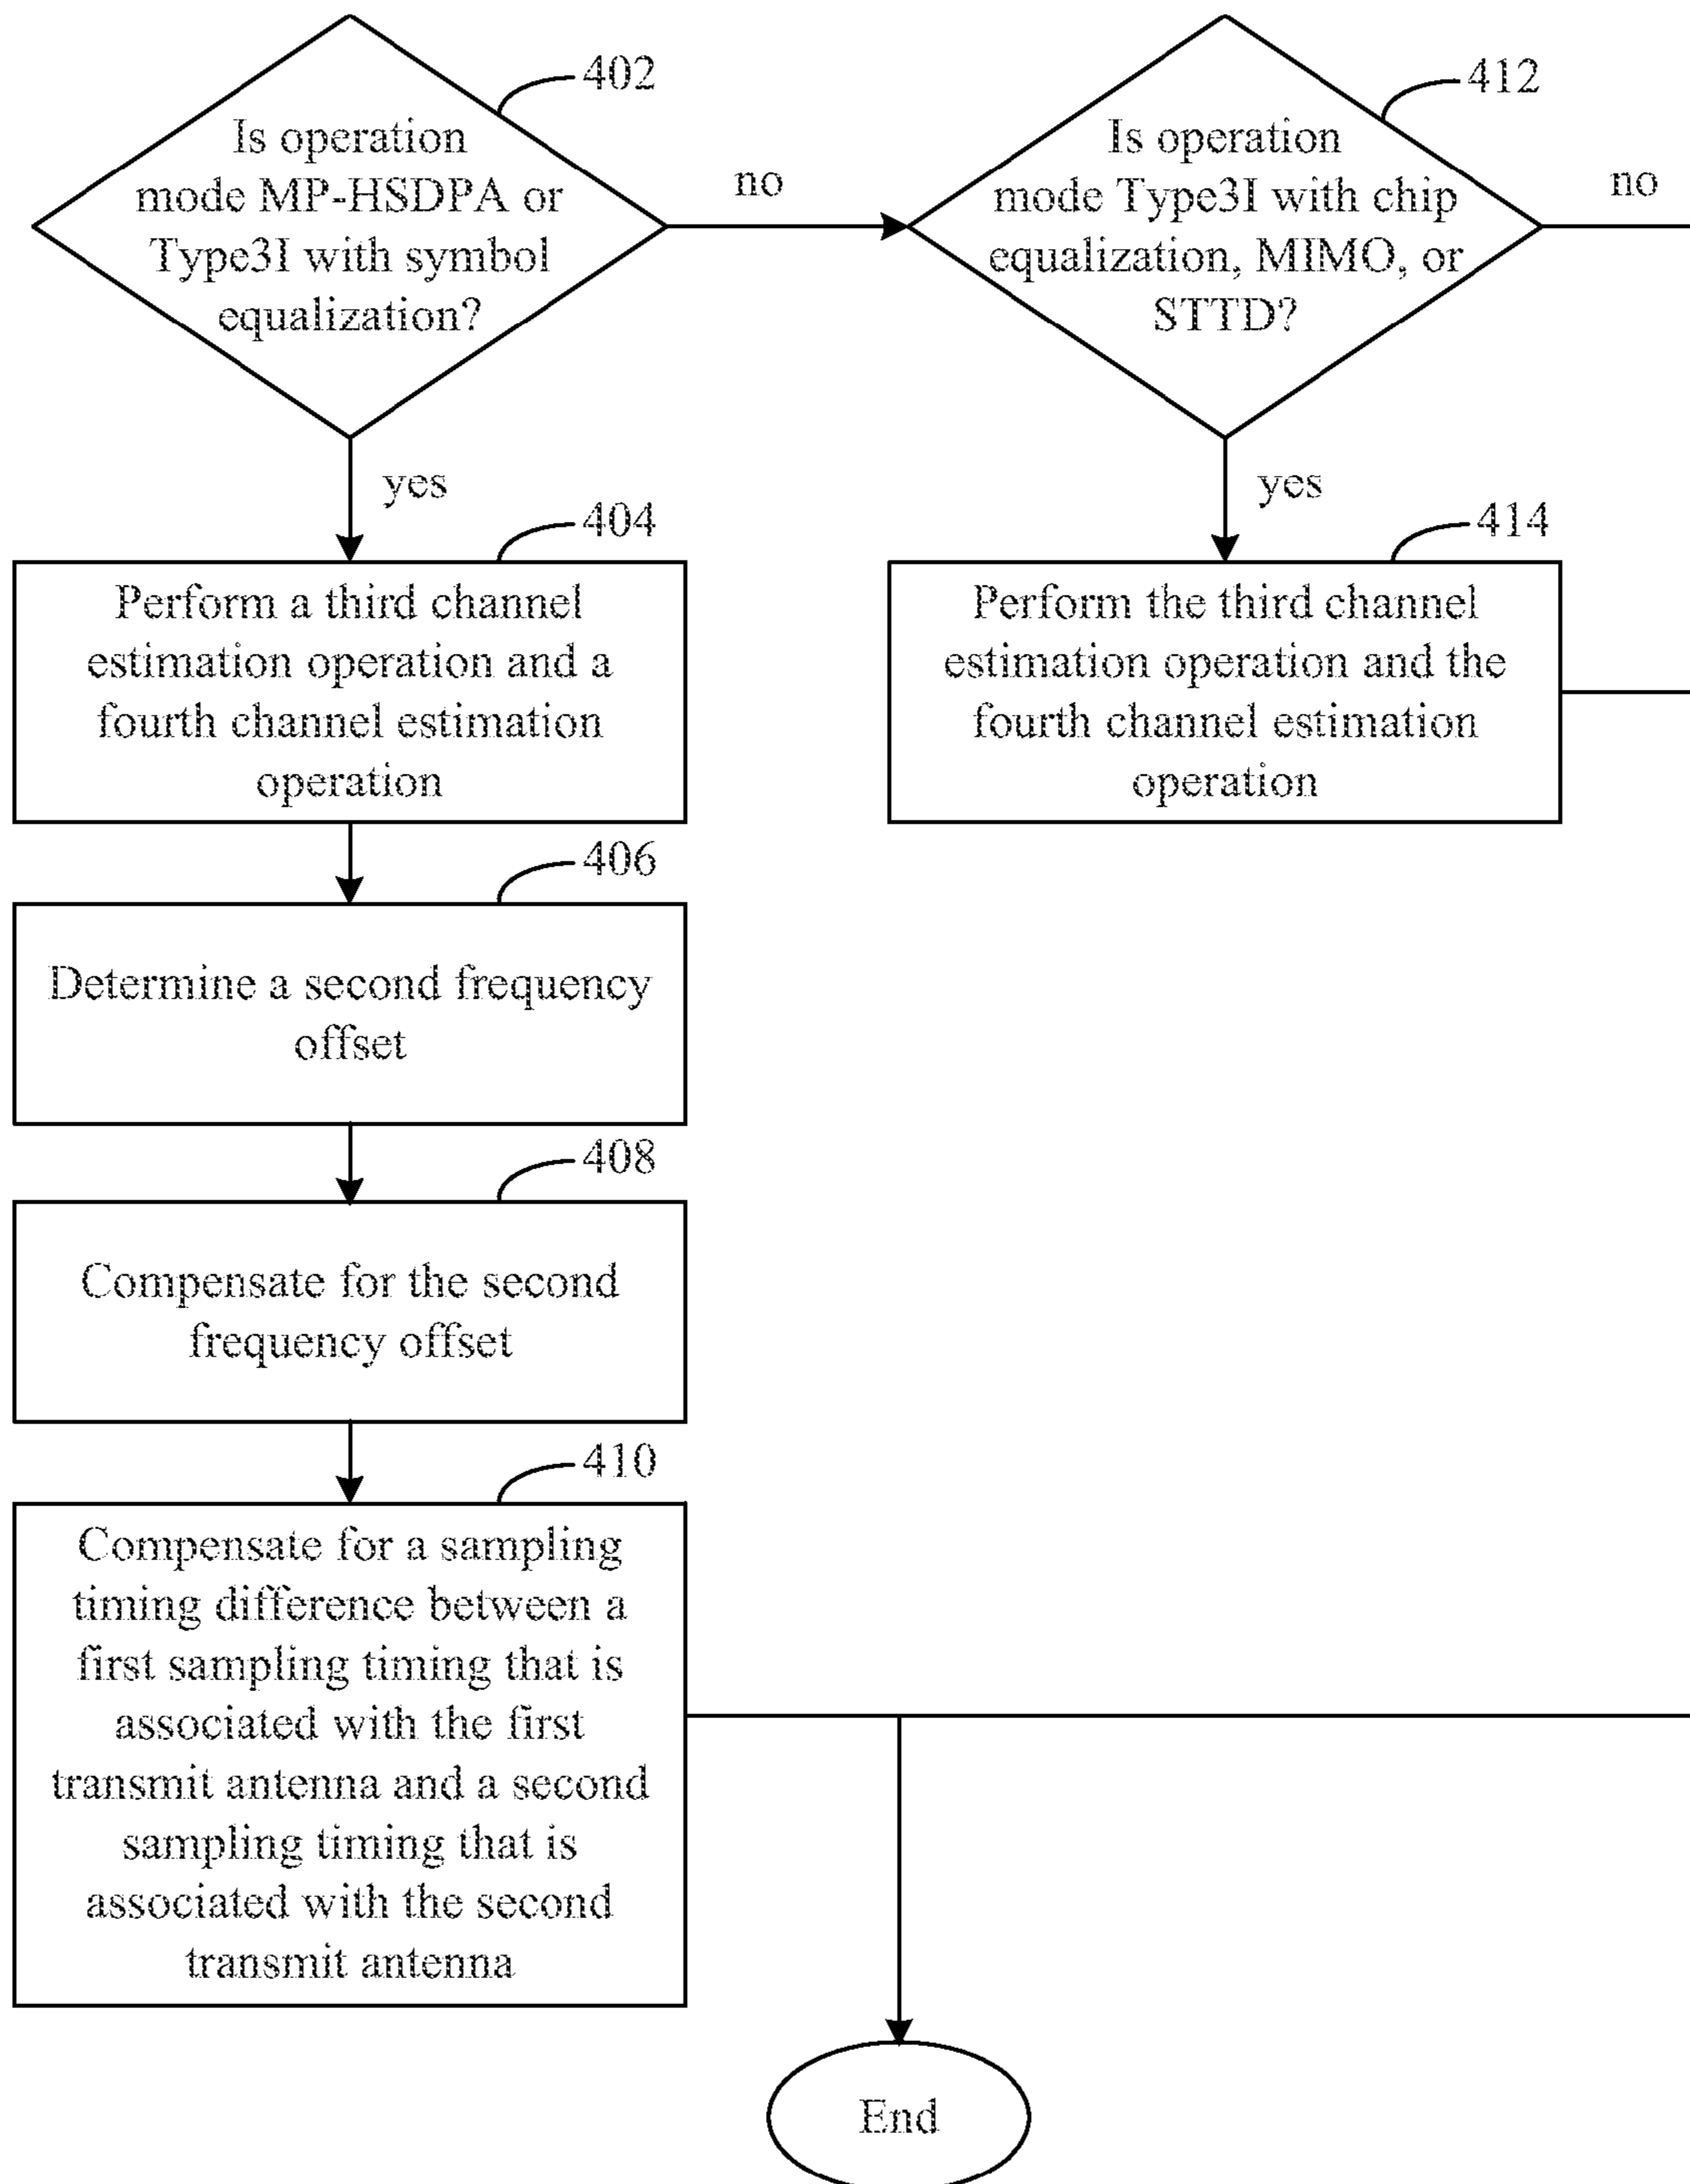 402
Is operation
mode MP-HSDPA or
Type3I with symbol
equalization?
no
412
Is operation
mode Type3I with chip
equalization, MIMO, or
STTD?
no
yes
yes
404
Perform a third channel
estimation operation and a
fourth channel estimation
operation
414
Perform the third channel
estimation operation and the
fourth channel estimation
operation
406
Determine a second frequency
offset
408
Compensate for the second
frequency offset
410
Compensate for a sampling
timing difference between a
first sampling timing that is
associated with the first
transmit antenna and a second
sampling timing that is
associated with the second
transmit antenna
End